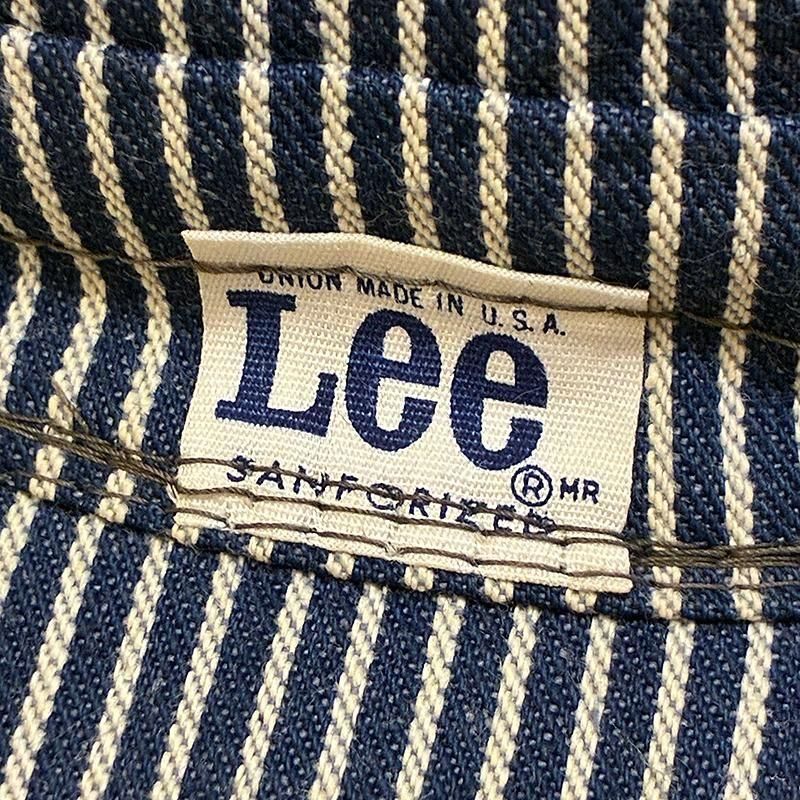 UNION MADE IN U.S.A.
Lee
® MR
SANFORIZED